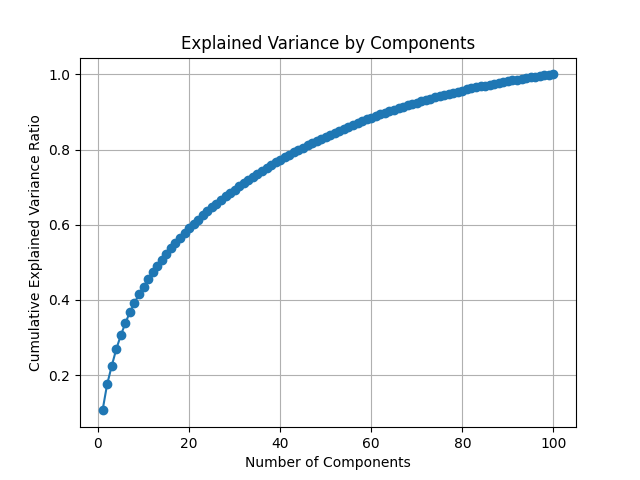 Explained Variance by Components
Cumulative Explained Variance Ratio
1.0
0.8
0.6
0.4
0.2
0 20 40 60 80 100
Number of Components